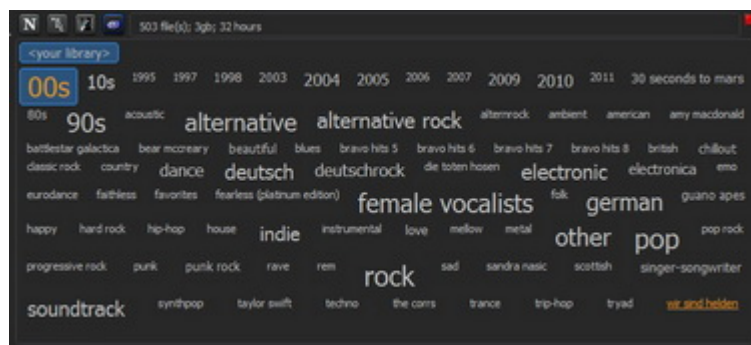 N 503 file(s); 3gb; 32 hours
<your library>
00s 10s 1995 1997 1998 2003 2004 2005 2006 2007 2009 2010 2011 30 seconds to mars
80s 90s acoustic alternative alternative rock alternrock ambient american amy macdonald
battlestar galactica bear mccreary beautiful blues bravo hits 5 bravo hits 6 bravo hits 7 bravo hits 8 british chillout
classic rock country dance deutsch deutschrock die toten hosen electronic electronica emo
eurodance faithless favorites fearless (platinum edition) female vocalists folk german guano apes
happy hard rock hip-hop house indie instrumental love mellow metal other pop pop rock
progressive rock punk punk rock rave rem rock sad sandra nasic scottish singer-songwriter
soundtrack synthpop taylor swift techno the corrs trance trip-hop tryad wir sind helden